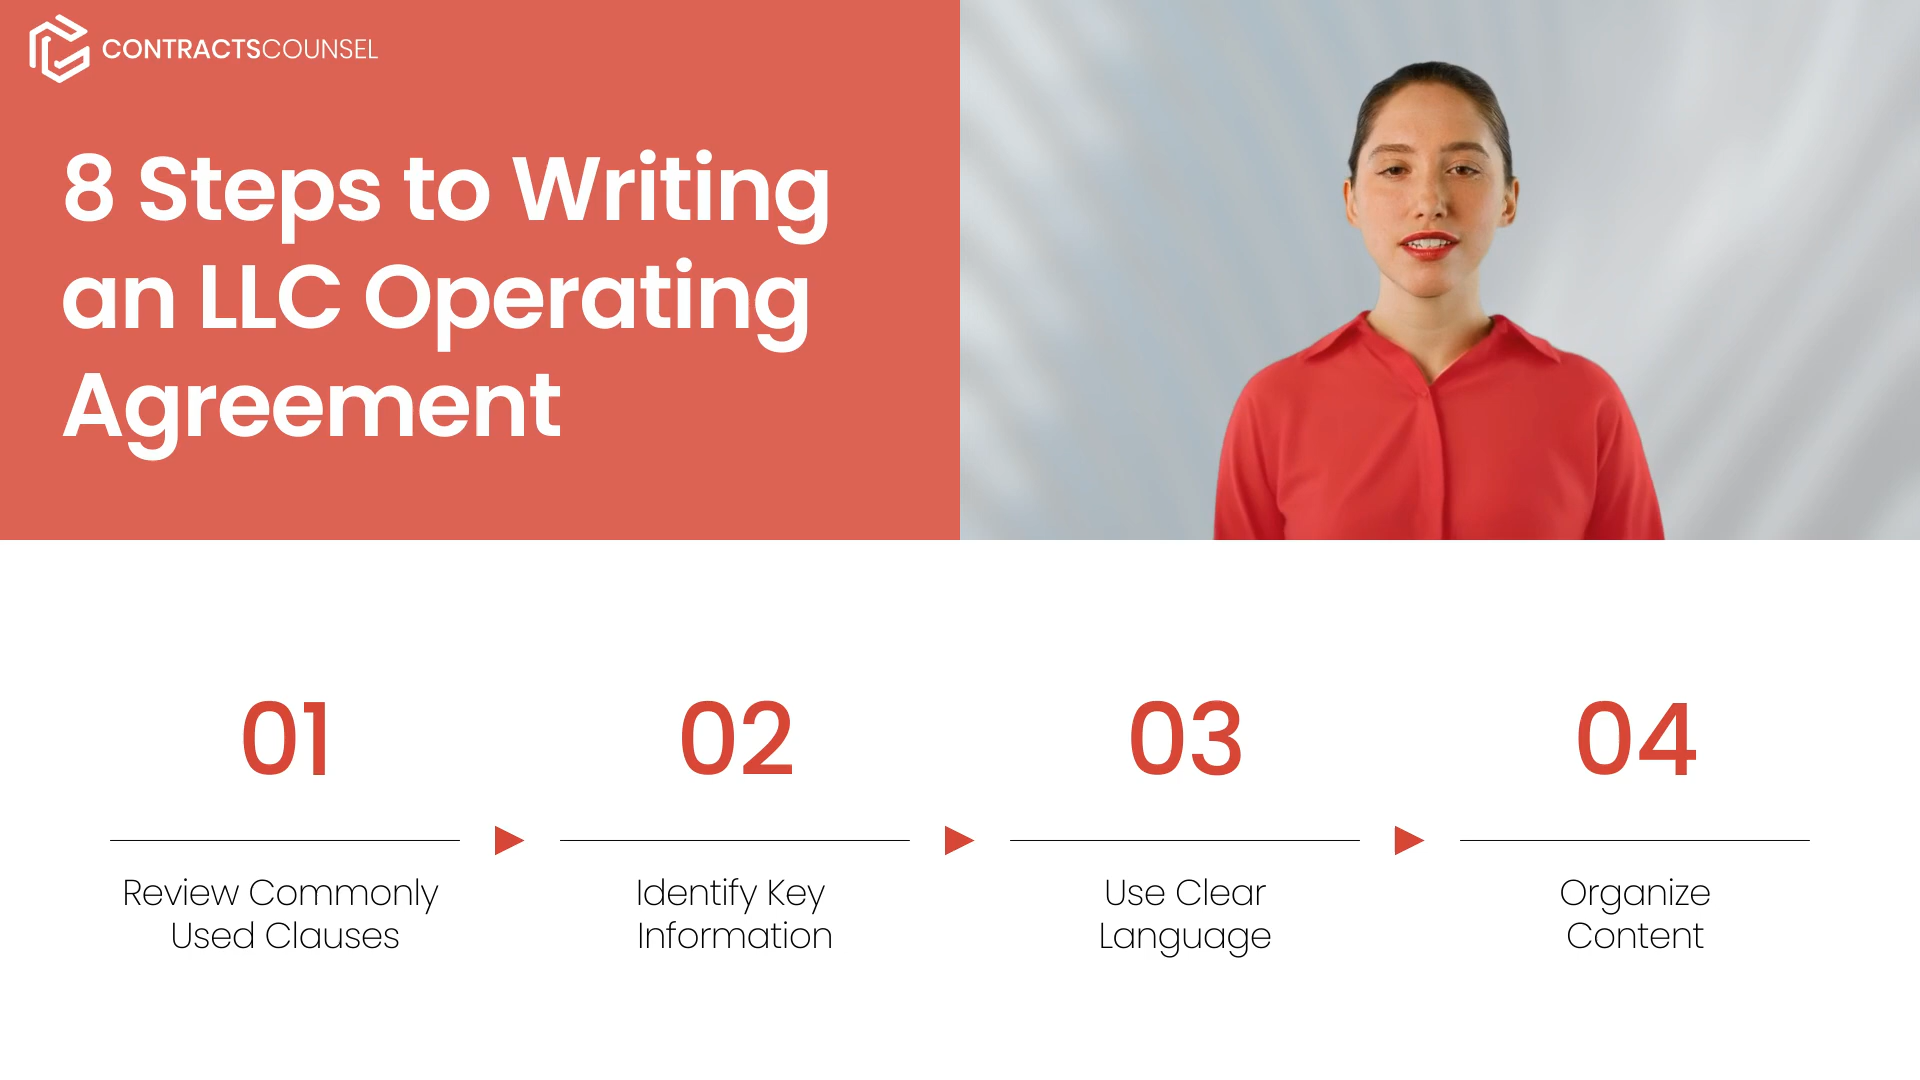 CONTRACTSCOUNSEL
8 Steps to Writing
an LLC Operating
Agreement
01
Review Commonly
Used Clauses
02
Identify Key
Information
03
Use Clear
Language
04
Organize
Content